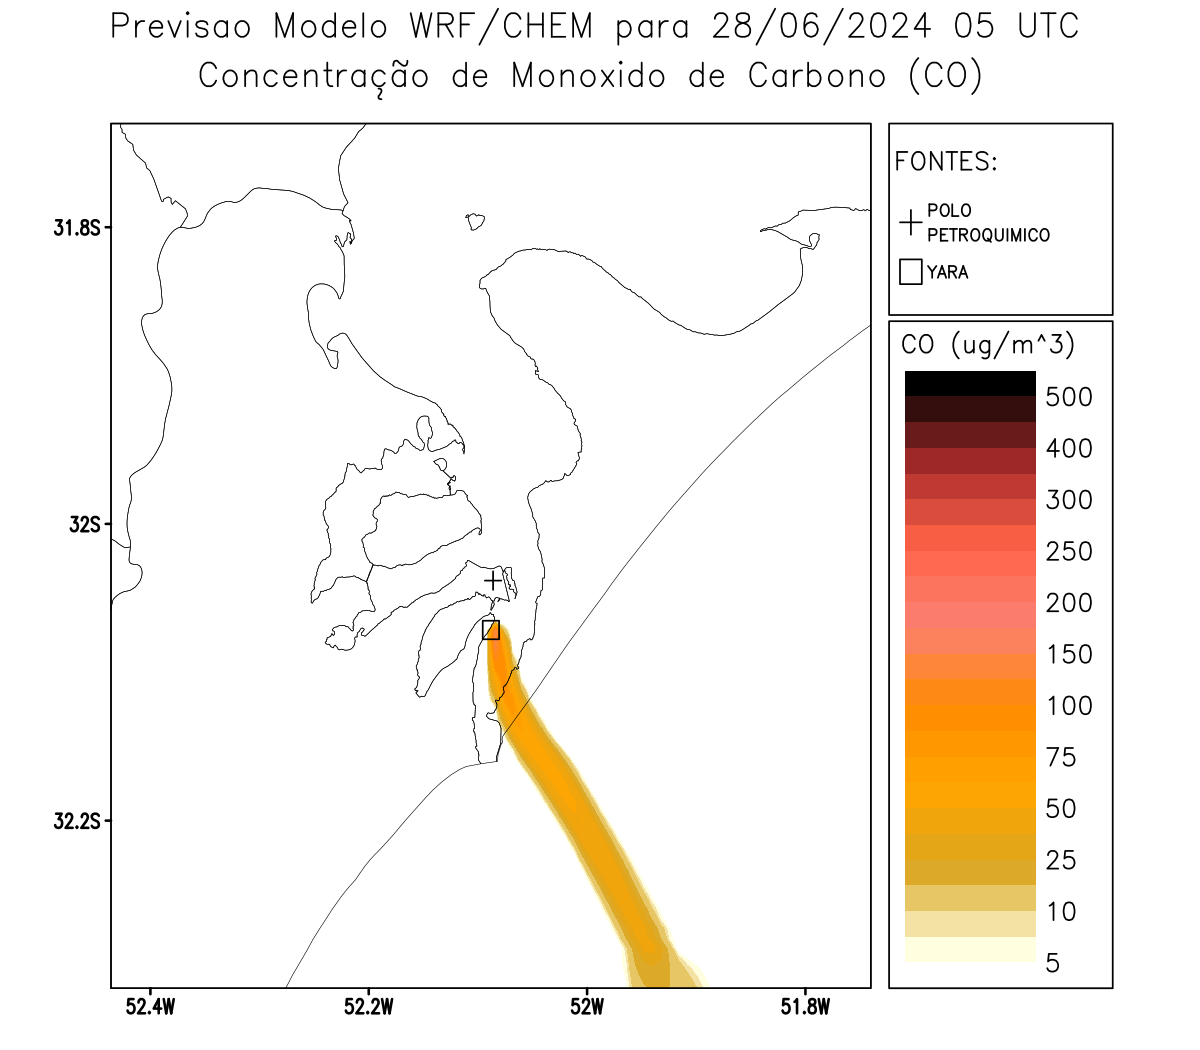 Previsao Modelo WRF/CHEM para 28/06/2024 05 UTC
Concentração de Monoxido de Carbono (CO)
FONTES:
POLO
PETROQUIMICO
YARA
CO (ug/m^3)
500
400
300
250
200
150
100
75
50
25
10
5
31.8S
32S
32.2S
52.4W
52.2W
52W
51.8W